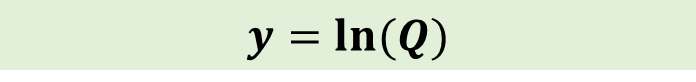 y = ln(Q)